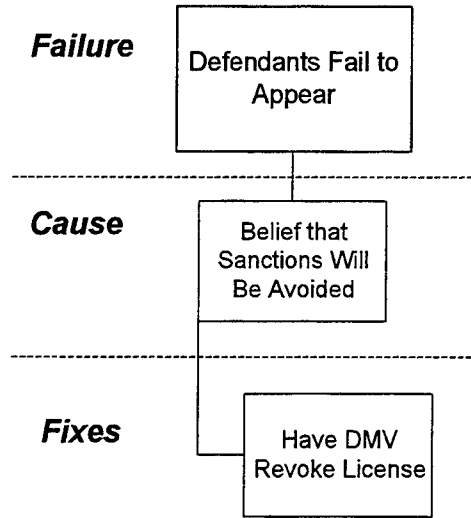 Failure
Defendants Fail to
Appear
Cause
Belief that
Sanctions Will
Be Avoided
Fixes
Have DMV
Revoke License